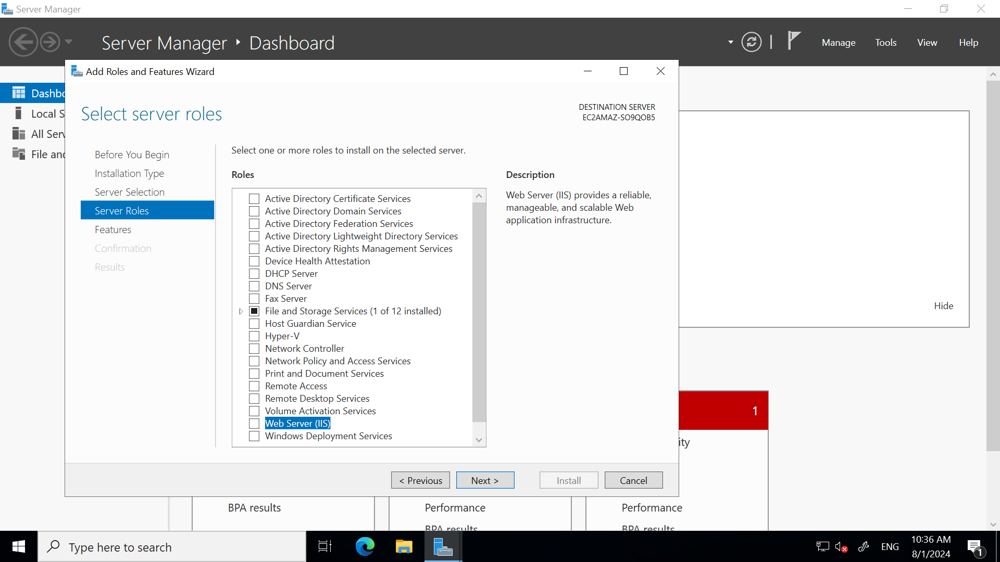 Server Manager
Server Manager ‣ Dashboard
Manage
Tools
View
Help
Add Roles and Features Wizard
Dashbo
Local S
All Serv
File and
Select server roles
DESTINATION SERVER
EC2AMAZ-SO9QOB5
Before You Begin
Installation Type
Server Selection
Server Roles
Features
Confirmation
Results
Select one or more roles to install on the selected server.
Roles
Active Directory Certificate Services
Active Directory Domain Services
Active Directory Federation Services
Active Directory Lightweight Directory Services
Active Directory Rights Management Services
Device Health Attestation
DHCP Server
DNS Server
Fax Server
File and Storage Services (1 of 12 installed)
Host Guardian Service
Hyper-V
Network Controller
Network Policy and Access Services
Print and Document Services
Remote Access
Remote Desktop Services
Volume Activation Services
Web Server (IIS)
Windows Deployment Services
Description
Web Server (IIS) provides a reliable,
manageable, and scalable Web
application infrastructure.
Hide
1
ity
< Previous
Next >
Install
Cancel
BPA results
Performance
Performance
BPA results
BPA results
Type here to search
ENG
10:36 AM
8/1/2024
1